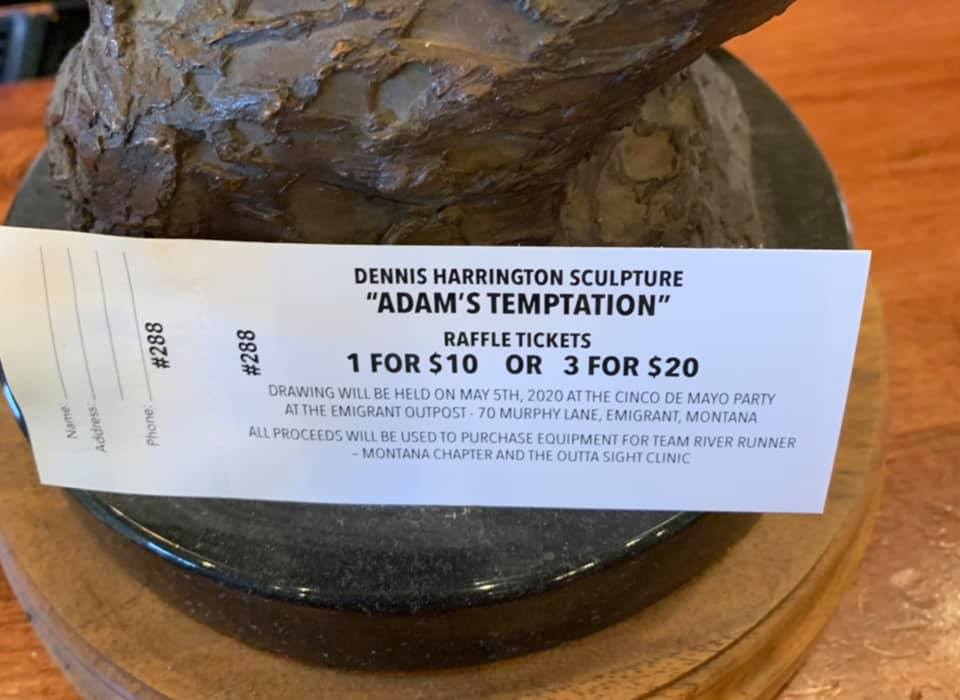 Name:
Address:
Phone:
#288
#288
DENNIS HARRINGTON SCULPTURE
"ADAM'S TEMPTATION"
RAFFLE TICKETS
1 FOR $10 OR 3 FOR $20
DRAWING WILL BE HELD ON MAY 5TH, 2020 AT THE CINCO DE MAYO PARTY
AT THE EMIGRANT OUTPOST - 70 MURPHY LANE, EMIGRANT, MONTANA
ALL PROCEEDS WILL BE USED TO PURCHASE EQUIPMENT FOR TEAM RIVER RUNNER
– MONTANA CHAPTER AND THE OUTTA SIGHT CLINIC